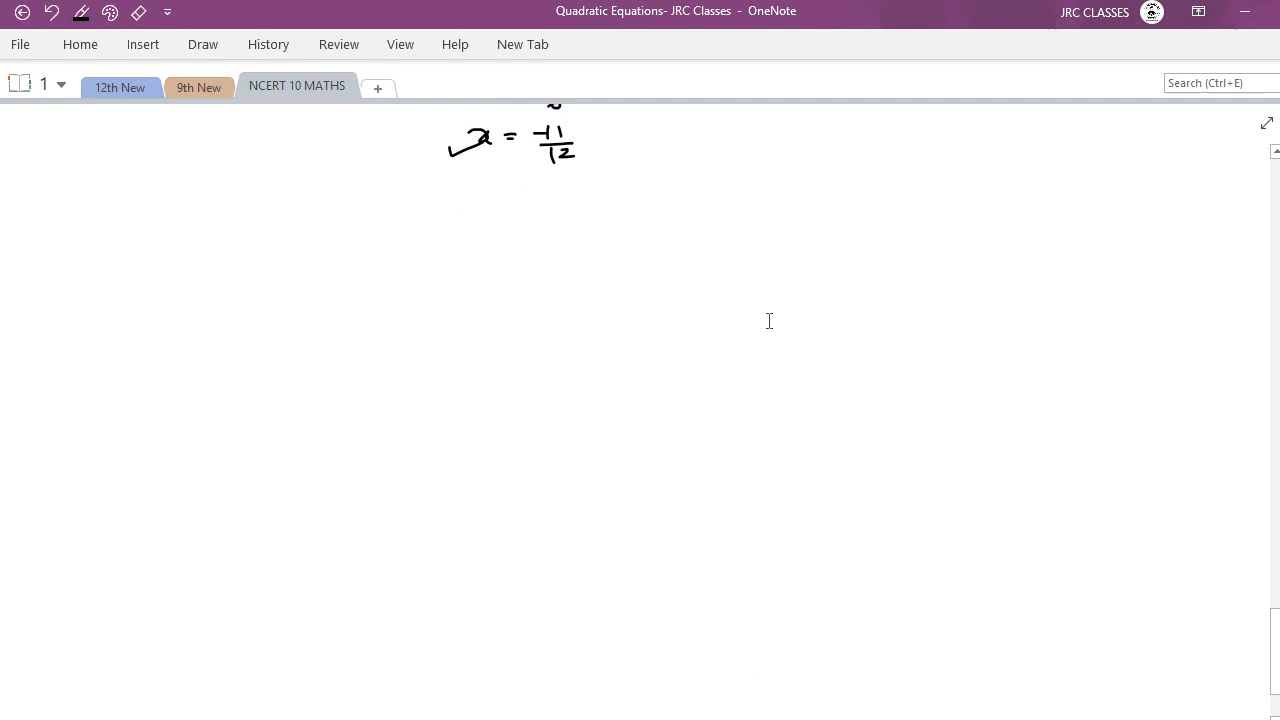 Quadratic Equations- JRC Classes - OneNote
JRC CLASSES
File Home Insert Draw History Review View Help New Tab
1
12th New
9th New
NCERT 10 MATHS
+
Search (Ctrl+E)
x = -11/12